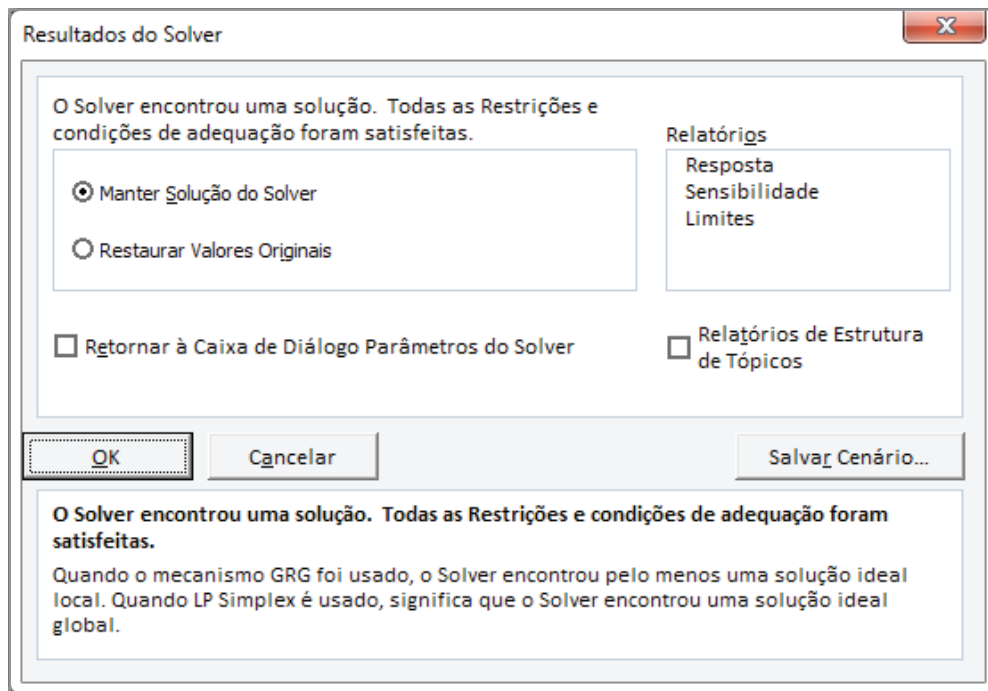 Resultados do Solver
O Solver encontrou uma solução. Todas as Restrições e
condições de adequação foram satisfeitas.
Manter Solução do Solver
Restaurar Valores Originais
Relatórios
Resposta
Sensibilidade
Limites
Retornar à Caixa de Diálogo Parâmetros do Solver
Relatórios de Estrutura
de Tópicos
OK
Cancelar
Salvar Cenário...
O Solver encontrou uma solução. Todas as Restrições e condições de adequação foram
satisfeitas.
Quando o mecanismo GRG foi usado, o Solver encontrou pelo menos uma solução ideal
local. Quando LP Simplex é usado, significa que o Solver encontrou uma solução ideal
global.